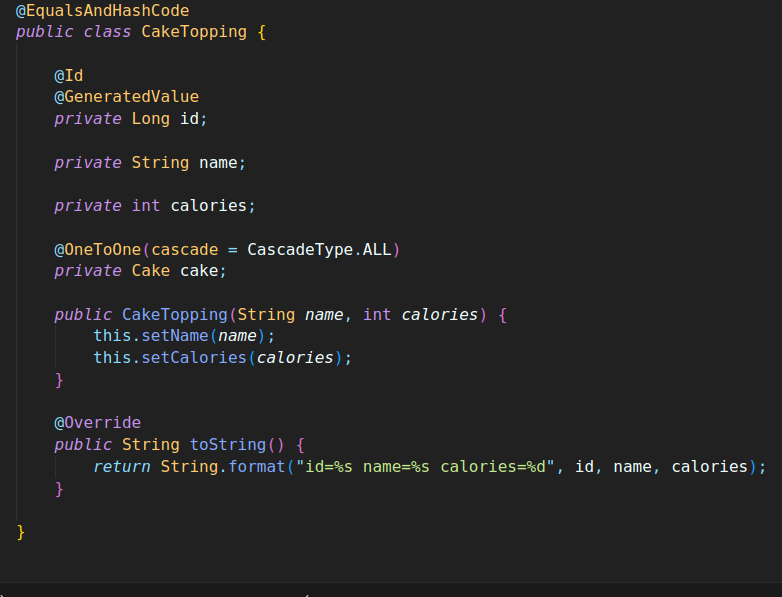 @EqualsAndHashCode
public class CakeTopping {
@Id
@GeneratedValue
private Long id;
private String name;
private int calories;
@OneToOne(cascade = CascadeType.ALL)
private Cake cake;
public CakeTopping(String name, int calories) {
this.setName(name);
this.setCalories(calories);
}
@Override
public String toString() {
return String.format("id=%s name=%s calories=%d", id, name, calories);
}
}